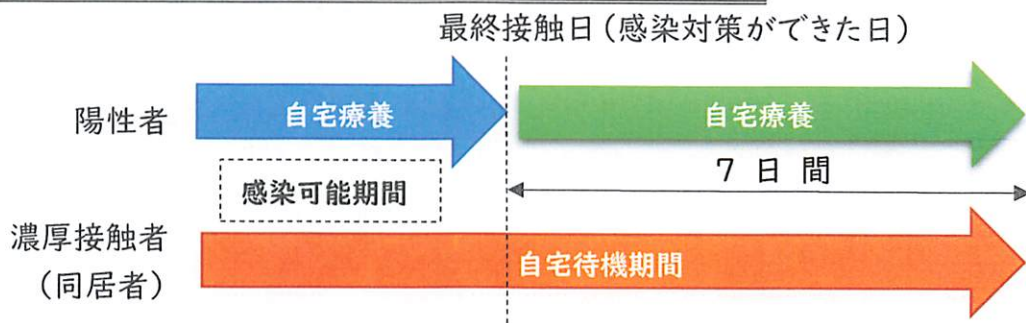 最終接触日（感染対策ができた日）
陽性者
自宅療養
自宅療養
感染可能期間
7 日 間
濃厚接触者
（同居者）
自宅待機期間